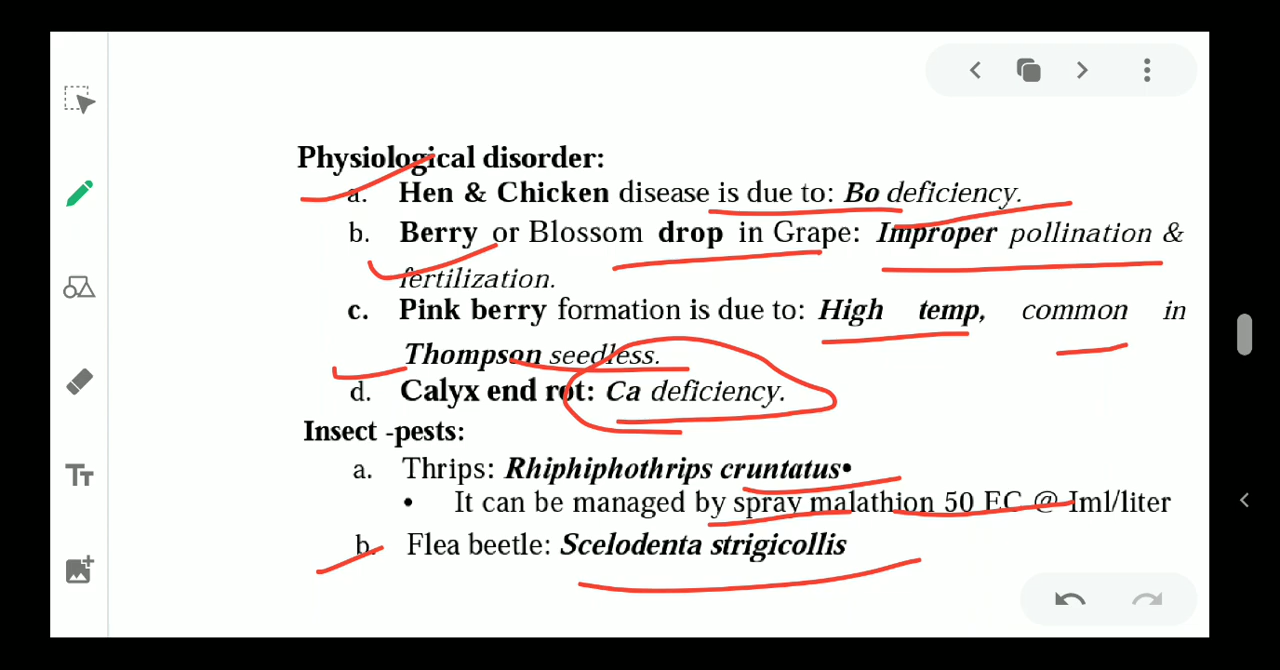 Physiological disorder:
a. Hen & Chicken disease is due to: Bo deficiency.
b. Berry or Blossom drop in Grape: Improper pollination &
fertilization.
c. Pink berry formation is due to: High temp, common in
Thompson seedless.
d. Calyx end rot: Ca deficiency.
Insect -pests:
a. Thrips: Rhiphiphothrips cruntatus•
• It can be managed by spray malathion 50 EC @ Iml/liter
b. Flea beetle: Scelodenta strigicollis
Tт